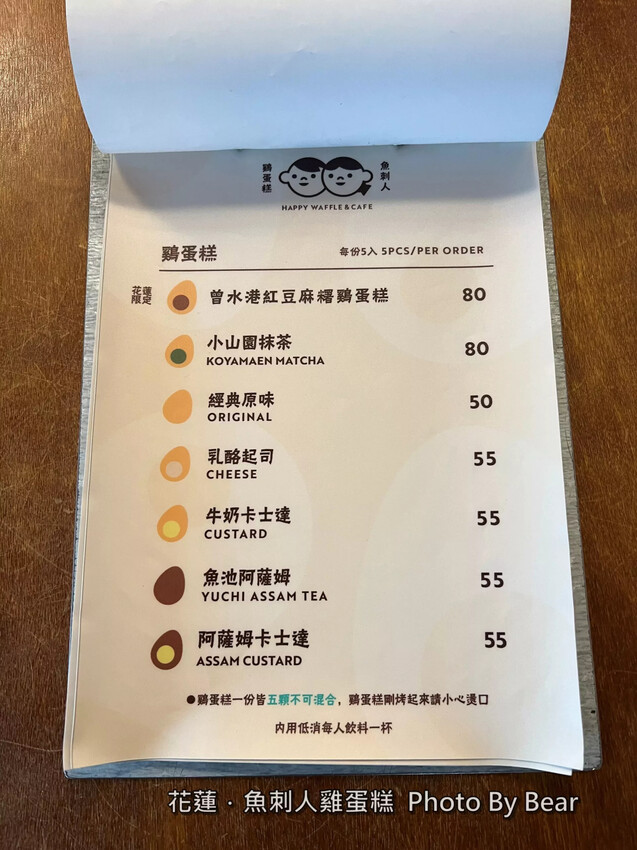 鷄蛋糕
魚刺人
HAPPY WAFFLE & CAFE
鷄蛋糕 每份5入 5PCS/PER ORDER
花蓮限定
曾水港紅豆麻糬鷄蛋糕 80
小山園抹茶 80
KOYAMAEN MATCHA
經典原味 50
ORIGINAL
乳酪起司 55
CHEESE
牛奶卡士達 55
CUSTARD
魚池阿薩姆 55
YUCHI ASSAM TEA
阿薩姆卡士達 55
ASSAM CUSTARD
●鷄蛋糕一份皆五顆不可混合，鷄蛋糕剛烤起來請小心燙口
內用低消每人飲料一杯
花蓮．魚刺人雞蛋糕 Photo By Bear